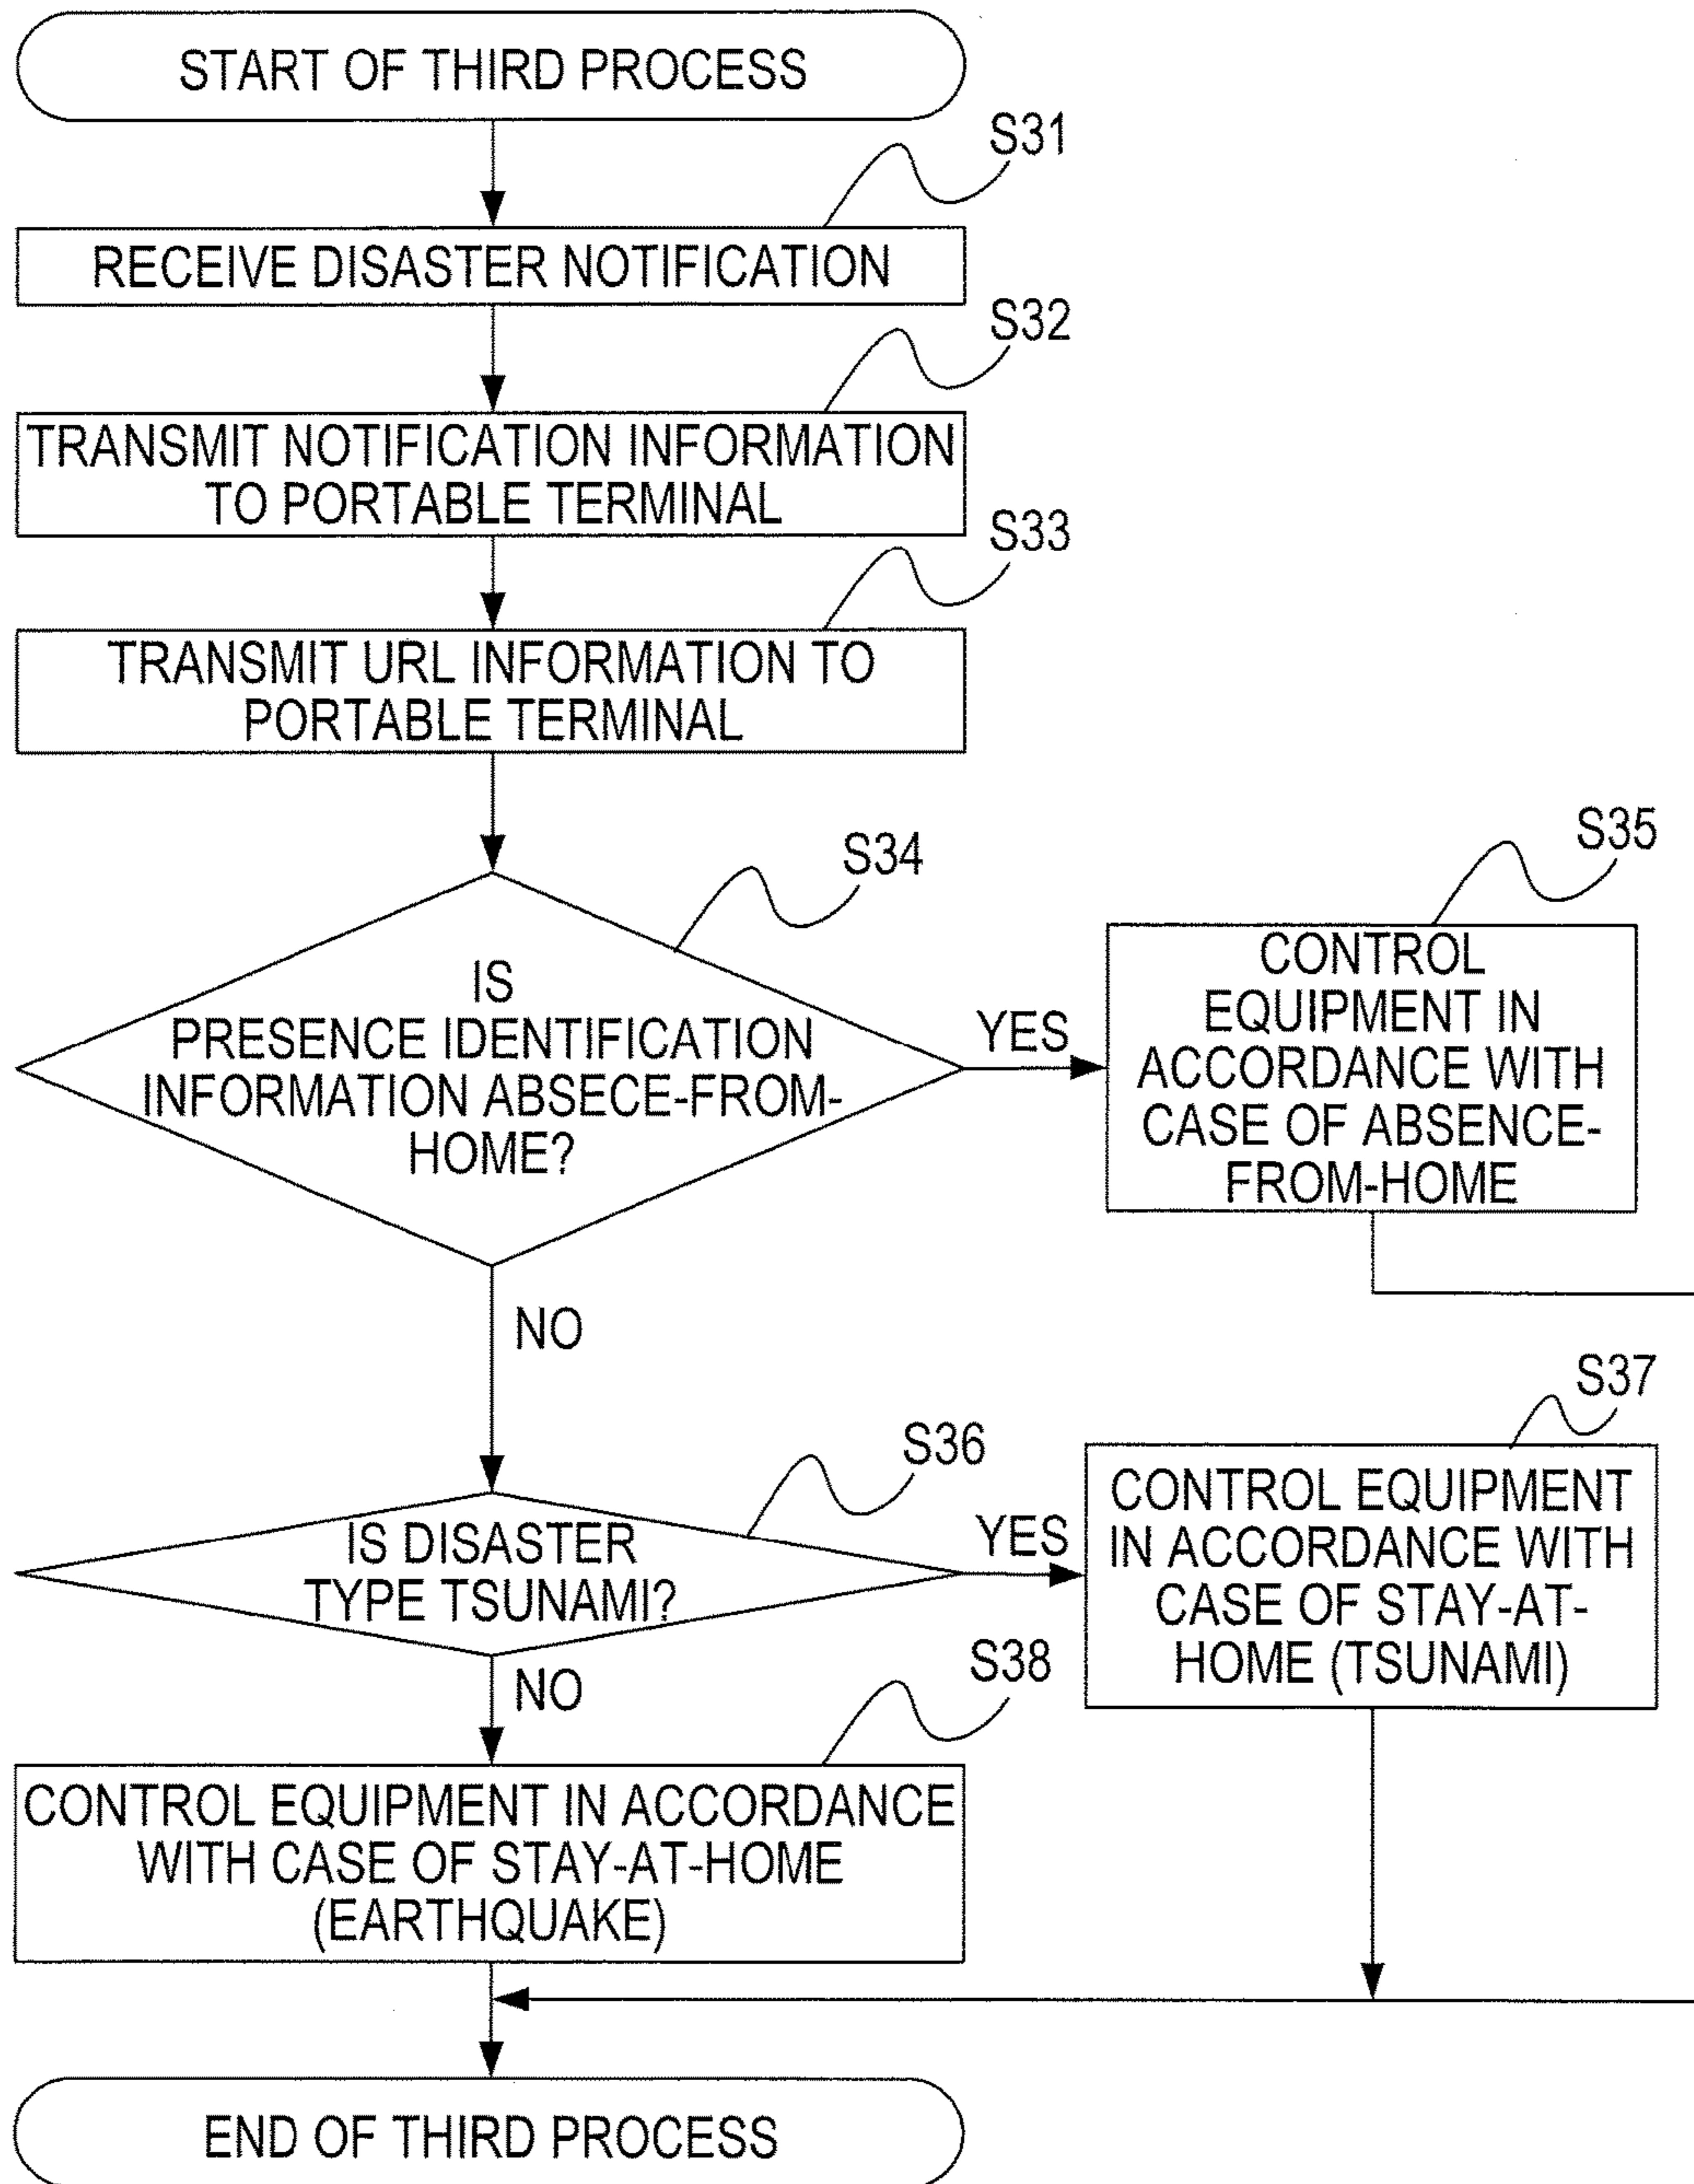 START OF THIRD PROCESS
S31
RECEIVE DISASTER NOTIFICATION
S32
TRANSMIT NOTIFICATION INFORMATION
TO PORTABLE TERMINAL
S33
TRANSMIT URL INFORMATION TO
PORTABLE TERMINAL
S34
IS
PRESENCE IDENTIFICATION
INFORMATION ABSECE-FROM-
HOME?
YES
S35
CONTROL
EQUIPMENT IN
ACCORDANCE WITH
CASE OF ABSENCE-
FROM-HOME
NO
S36
IS DISASTER
TYPE TSUNAMI?
YES
S37
CONTROL EQUIPMENT
IN ACCORDANCE WITH
CASE OF STAY-AT-
HOME (TSUNAMI)
NO
S38
CONTROL EQUIPMENT IN ACCORDANCE
WITH CASE OF STAY-AT-HOME
(EARTHQUAKE)
END OF THIRD PROCESS